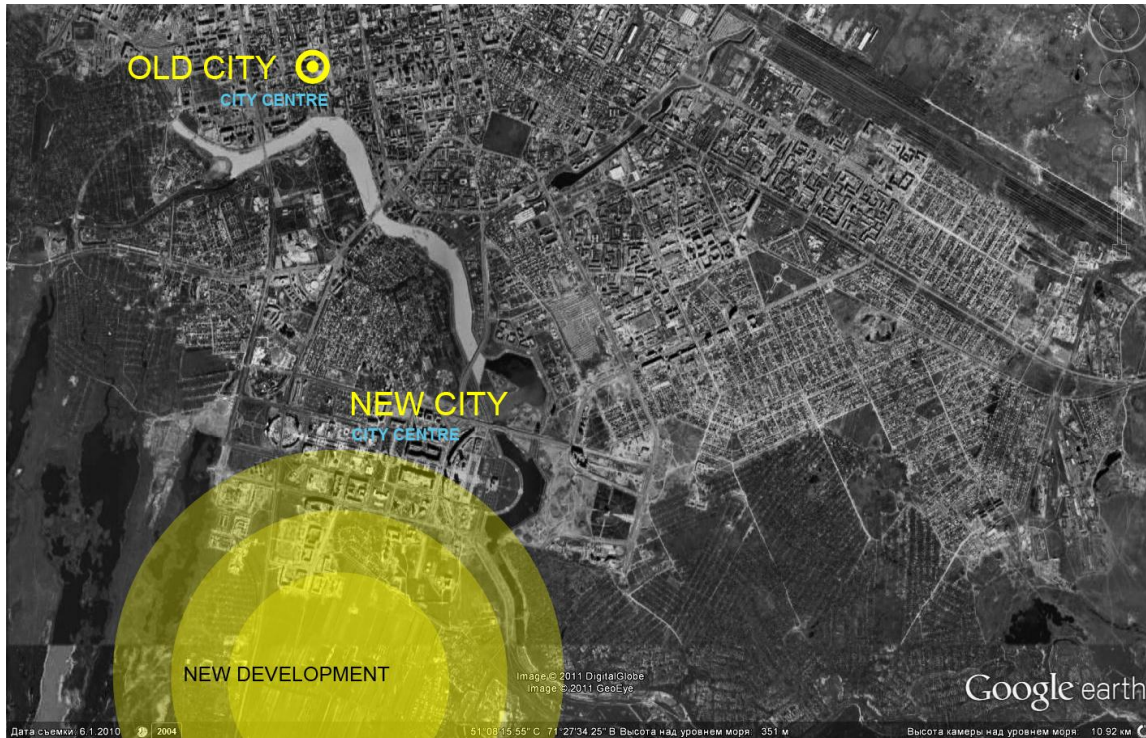 OLD CITY
CITY CENTRE
NEW CITY
CITY CENTRE
NEW DEVELOPMENT
Image © 2011 DigitalGlobe
Image © 2011 GeoEye
Google earth
Дата съемки: 6.1.2010 2004 51°08'15.55" С 71°27'34.25" В Высота над уровнем моря: 351 м Высота камеры над уровнем моря: 10.92 км